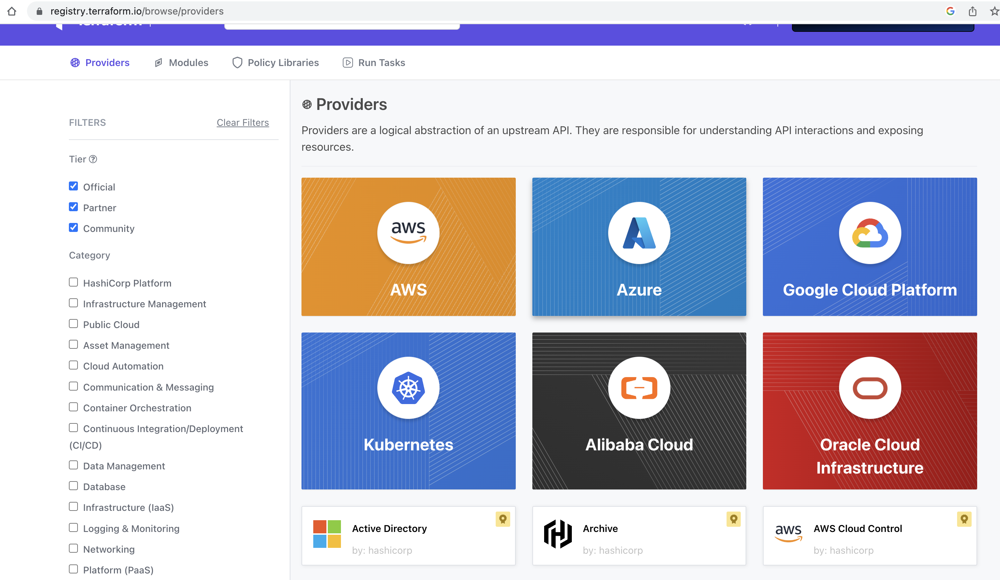 registry.terraform.io/browse/providers
Providers
Modules
Policy Libraries
Run Tasks
FILTERS
Clear Filters
Tier
Official
Partner
Community
Category
HashiCorp Platform
Infrastructure Management
Public Cloud
Asset Management
Cloud Automation
Communication & Messaging
Container Orchestration
Continuous Integration/Deployment
(CI/CD)
Data Management
Database
Infrastructure (IaaS)
Logging & Monitoring
Networking
Platform (PaaS)
Providers
Providers are a logical abstraction of an upstream API. They are responsible for understanding API interactions and exposing
resources.
aws
AWS
Azure
Google Cloud Platform
Kubernetes
Alibaba Cloud
Oracle Cloud
Infrastructure
Active Directory
by: hashicorp
Archive
by: hashicorp
aws
AWS Cloud Control
by: hashicorp